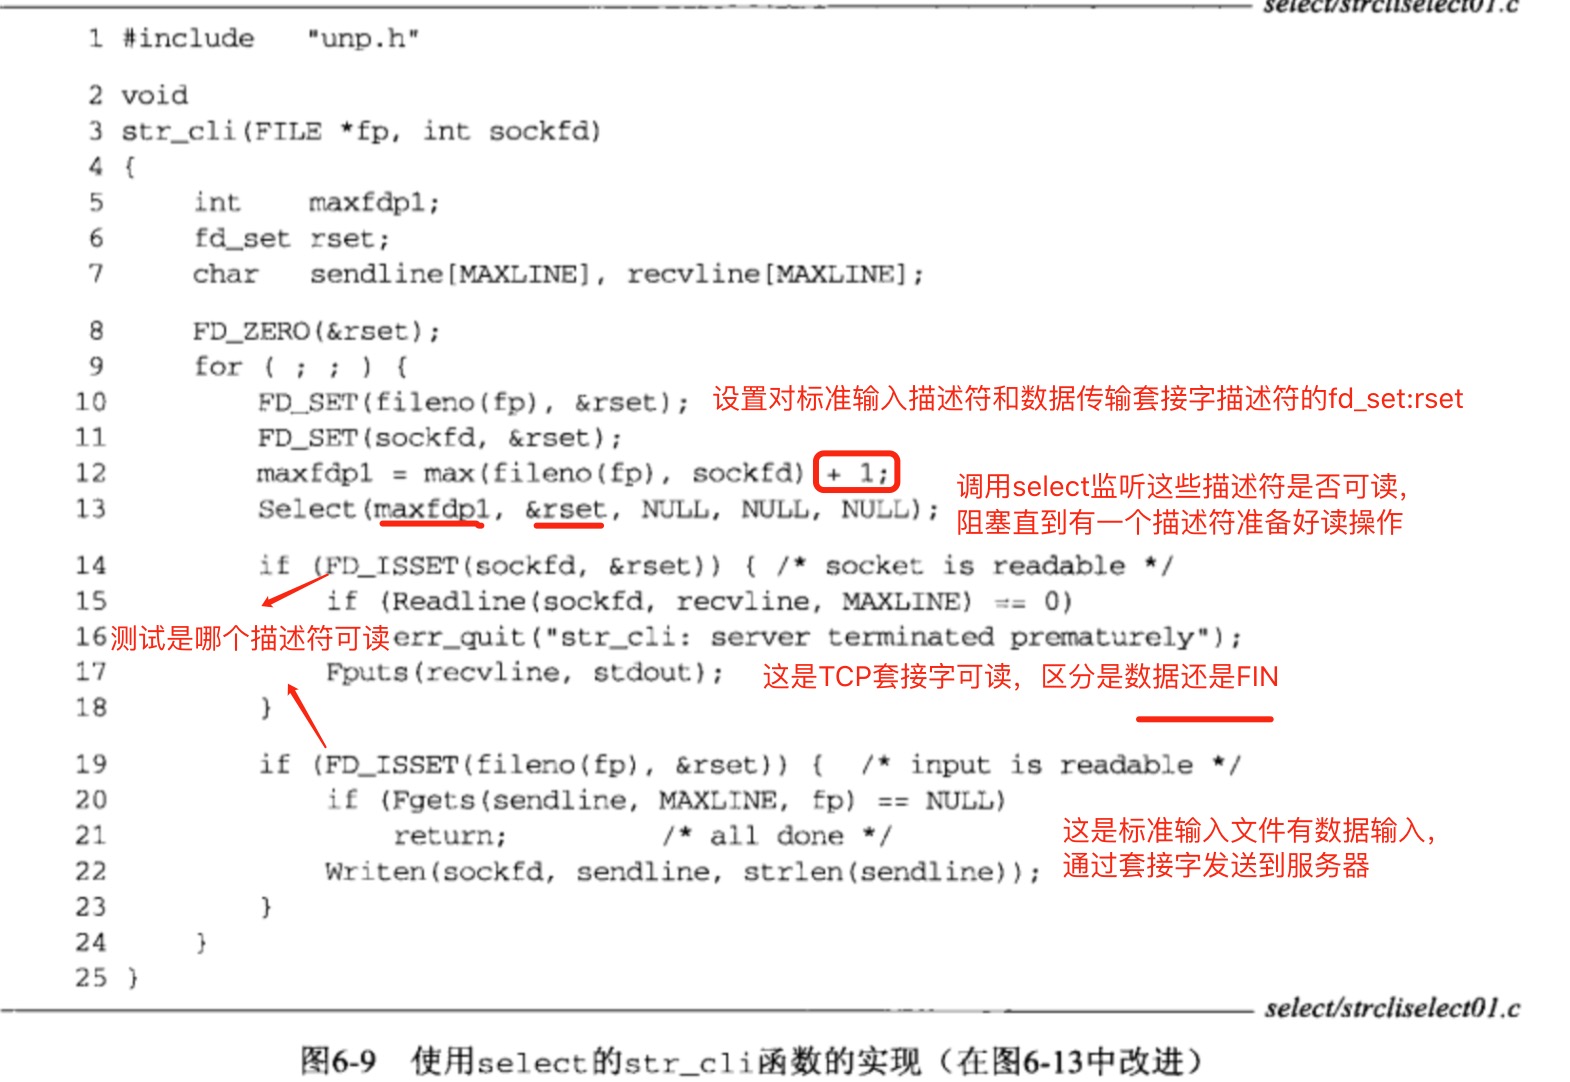 select/strcliselect01.c
1 #include "unp.h"
2 void
3 str_cli(FILE *fp, int sockfd)
4 {
5 int maxfdp1;
6 fd_set rset;
7 char sendline[MAXLINE], recvline[MAXLINE];
8 FD_ZERO(&rset);
9 for ( ; ; ) {
10 FD_SET(fileno(fp), &rset); 设置对标准输入描述符和数据传输套接字描述符的fd_set:rset
11 FD_SET(sockfd, &rset);
12 maxfdp1 = max(fileno(fp), sockfd) + 1;
调用select监听这些描述符是否可读，
13 Select(maxfdp1, &rset, NULL, NULL, NULL);
阻塞直到有一个描述符准备好读操作
14 if (FD_ISSET(sockfd, &rset)) { /* socket is readable */
15 if (Readline(sockfd, recvline, MAXLINE) == 0)
16 测试是哪个描述符可读 err_quit("str_cli: server terminated prematurely");
17 Fputs(recvline, stdout); 这是TCP套接字可读，区分是数据还是FIN
18 }
19 if (FD_ISSET(fileno(fp), &rset)) { /* input is readable */
20 if (Fgets(sendline, MAXLINE, fp) == NULL)
21 return; /* all done */ 这是标准输入文件有数据输入，
22 Writen(sockfd, sendline, strlen(sendline)); 通过套接字发送到服务器
23 }
24 }
25 }
select/strcliselect01.c
图6-9 使用select的str_cli函数的实现（在图6-13中改进）